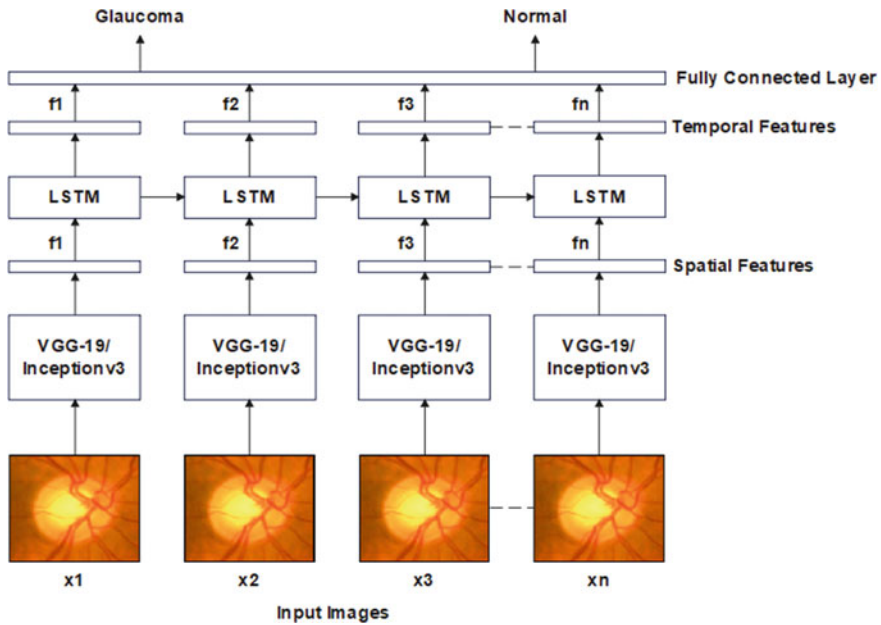 Glaucoma Normal
Fully Connected Layer
f1 f2 f3 fn
Temporal Features
LSTM LSTM LSTM LSTM
f1 f2 f3 fn
Spatial Features
VGG-19/ VGG-19/ VGG-19/ VGG-19/
Inceptionv3 Inceptionv3 Inceptionv3 Inceptionv3
x1 x2 x3 xn
Input Images